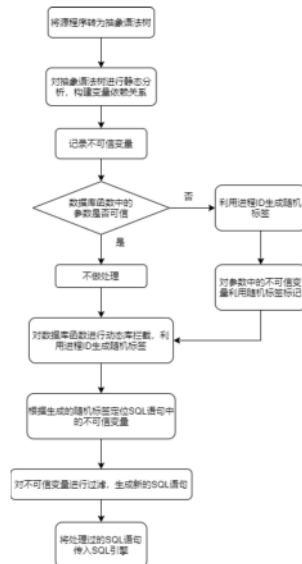 将源程序转为抽象语法树
对抽象语法树进行静态分
析，构建变量依赖关系
记录不可信变量
数据库函数中的
参数是否可信
否
利用进程ID生成随机
标签
是
不做处理
对参数中的不可信变
量利用随机标签标记
对数据库函数进行动态库拦截，利
用进程ID生成随机标签
根据生成的随机标签定位SQL语句中
的不可信变量
对不可信变量进行过滤，生成新的SQL语句
将处理过的SQL语句
传入SQL引擎